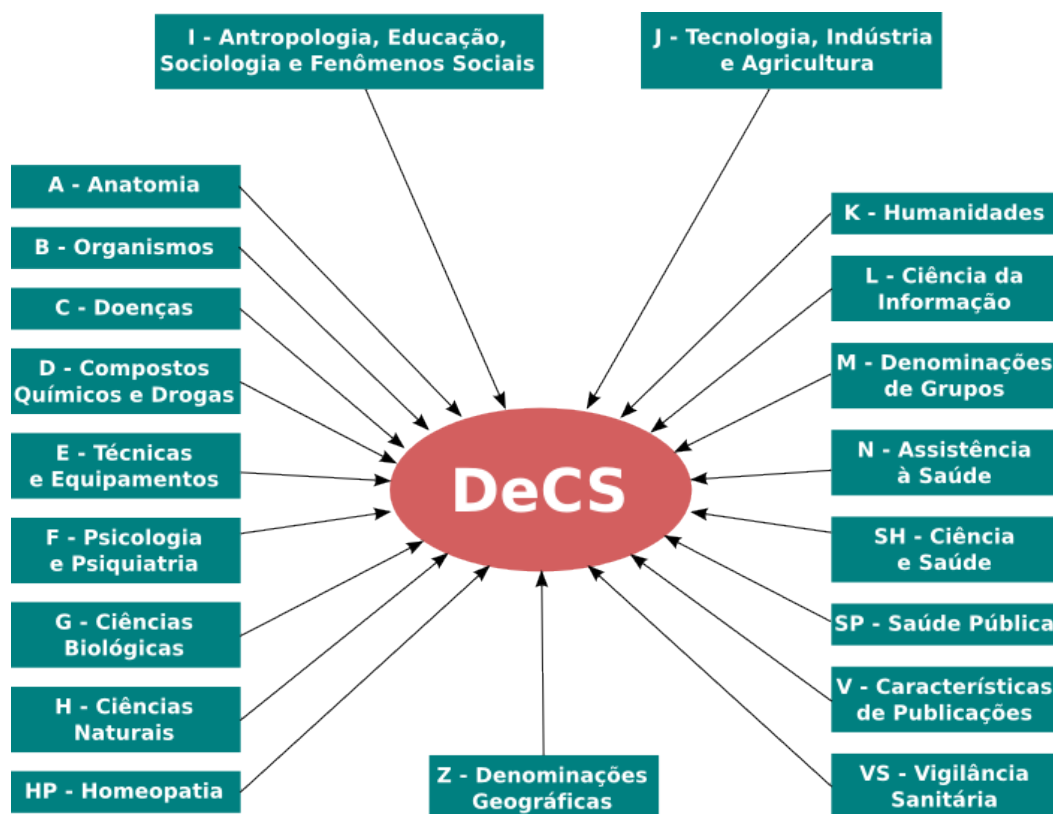 I - Antropologia, Educação,
Sociologia e Fenômenos Sociais
J - Tecnologia, Indústria
e Agricultura
A - Anatomia
B - Organismos
C - Doenças
D - Compostos
Químicos e Drogas
E - Técnicas
e Equipamentos
F - Psicologia
e Psiquiatria
G - Ciências
Biológicas
H - Ciências
Naturais
HP - Homeopatia
DeCS
Z - Denominações
Geográficas
K - Humanidades
L - Ciência da
Informação
M - Denominações
de Grupos
N - Assistência
à Saúde
SH - Ciência
e Saúde
SP - Saúde Pública
V - Características
de Publicações
VS - Vigilância
Sanitária